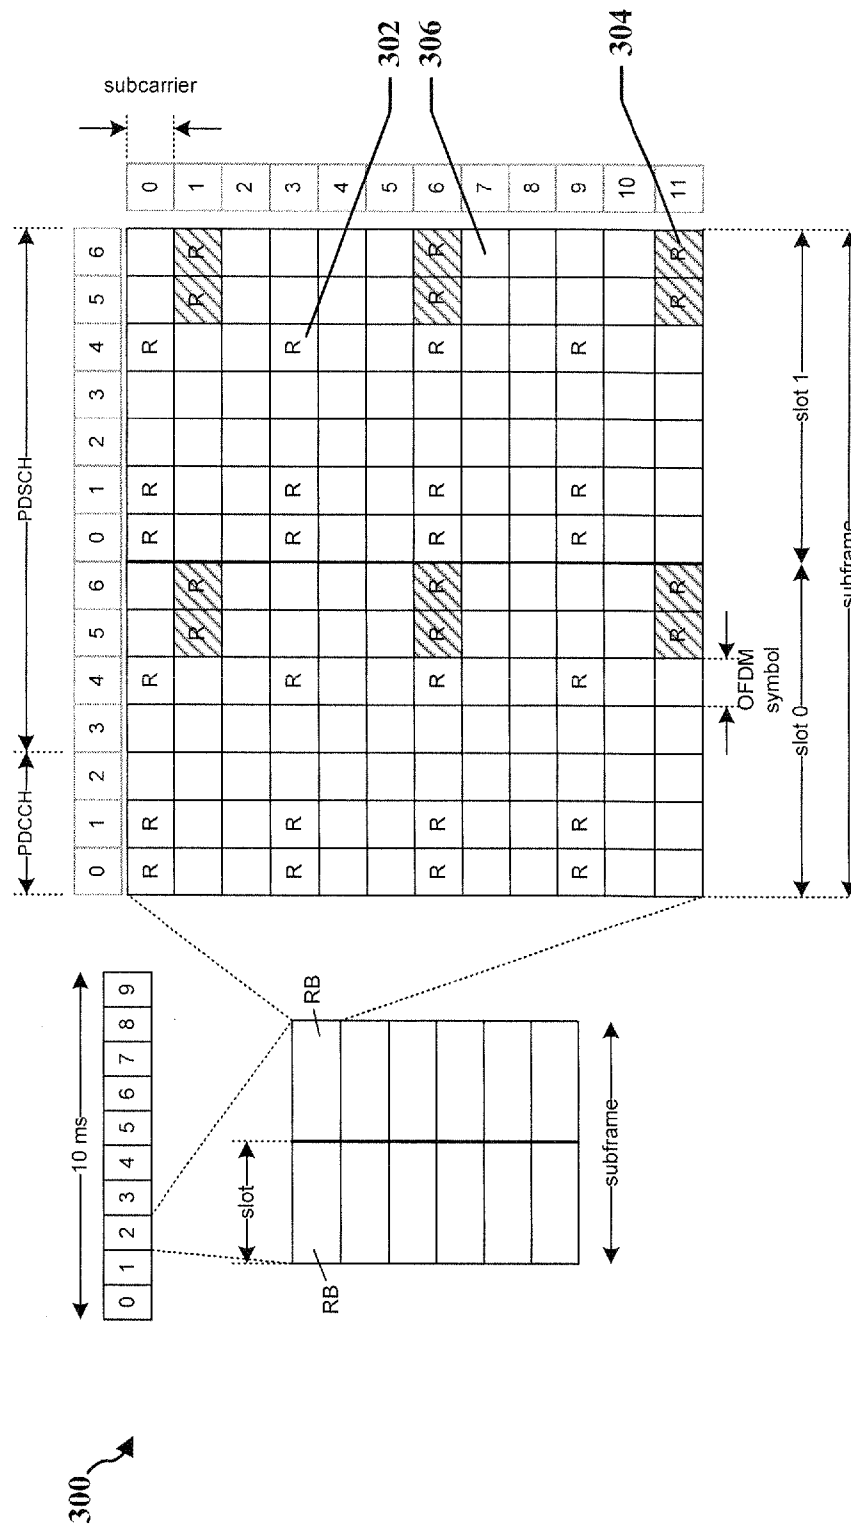 300
10 ms
0 1 2 3 4 5 6 7 8 9
slot
RB RB
subframe
PDCCH PDSCH
0 1 2 3 4 5 6 0 1 2 3 4 5 6
subcarrier
R R R R R R 0
R R R R 1
2
R R R R R R 3
4
5
R R R R R R R R R R 6
7
8
R R R R R R 9
10
R R R R 11
302
306
304
OFDM
symbol
slot 0 slot 1
subframe